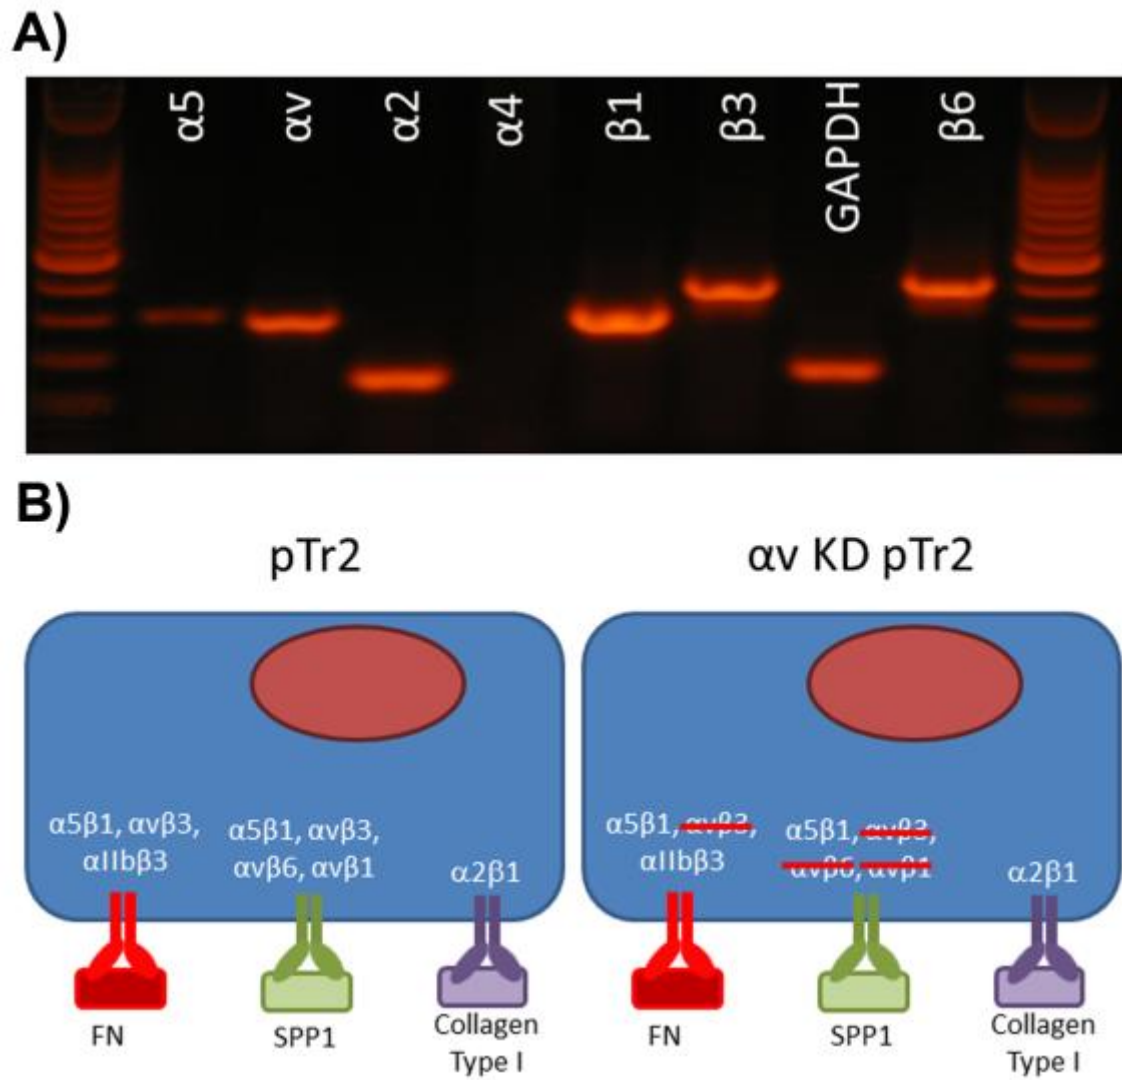 A)
α5 αv α2 α4 β1 β3 GAPDH β6
B)
pTr2 αv KD pTr2
α5β1, αvβ3,
αIIbβ3
α5β1, αvβ3,
αvβ6, αvβ1
α2β1
α5β1, αvβ3,
αIIbβ3
α5β1, αvβ3,
αvβ6, αvβ1
α2β1
FN
SPP1
Collagen
Type I
FN
SPP1
Collagen
Type I